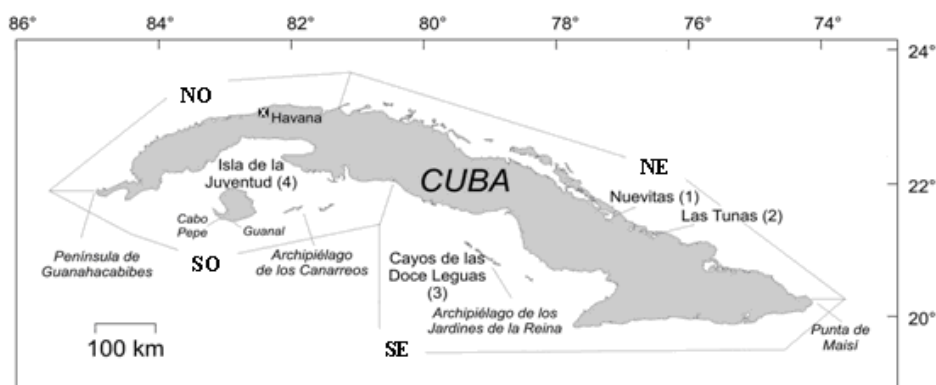 86° 84° 82° 80° 78° 76° 74°
24°
NO
Havana
Isla de la
Juventud (4)
CUBA
NE
Nuevitas (1)
22°
Las Tunas (2)
Cabo
Pepe
Guanal
Península de
Guanahacabibes
SO
Archipiélago
de los Canarreos
Cayos de las
Doce Leguas
(3)
Archipiélago de los
Jardines de la Reina
20°
Punta de
Maisí
100 km
SE